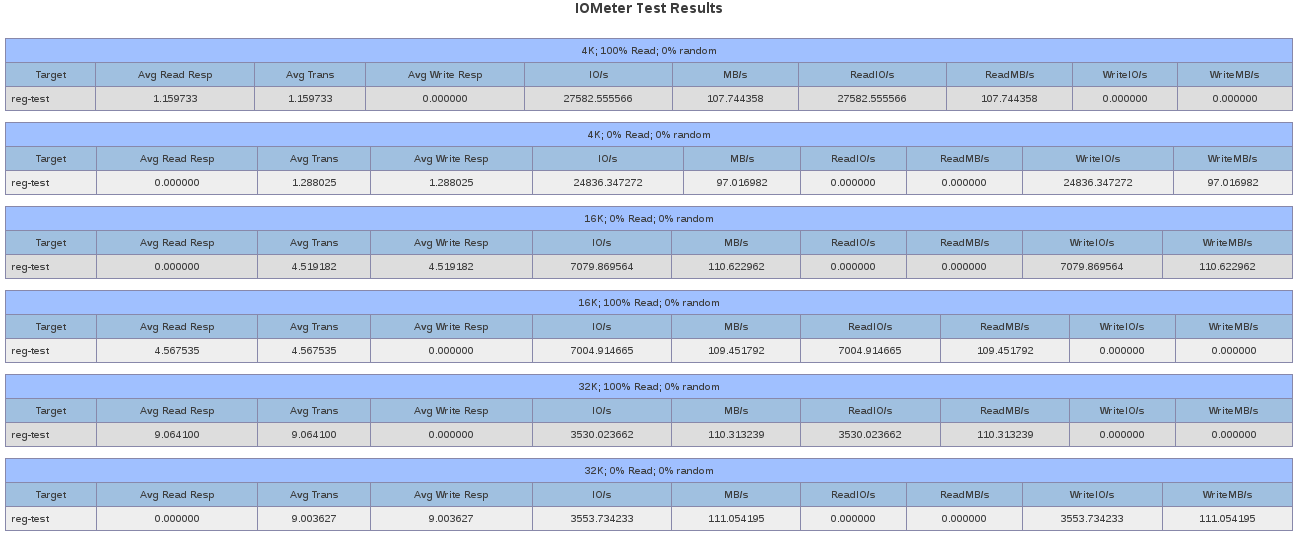 IOMeter Test Results
4K; 100% Read; 0% random
Target Avg Read Resp Avg Trans Avg Write Resp IO/s MB/s ReadIO/s ReadMB/s WriteIO/s WriteMB/s
reg-test 1.159733 1.159733 0.000000 27582.555566 107.744358 27582.555566 107.744358 0.000000 0.000000
4K; 0% Read; 0% random
Target Avg Read Resp Avg Trans Avg Write Resp IO/s MB/s ReadIO/s ReadMB/s WriteIO/s WriteMB/s
reg-test 0.000000 1.288025 1.288025 24836.347272 97.016982 0.000000 0.000000 24836.347272 97.016982
16K; 0% Read; 0% random
Target Avg Read Resp Avg Trans Avg Write Resp IO/s MB/s ReadIO/s ReadMB/s WriteIO/s WriteMB/s
reg-test 0.000000 4.519182 4.519182 7079.869564 110.622962 0.000000 0.000000 7079.869564 110.622962
16K; 100% Read; 0% random
Target Avg Read Resp Avg Trans Avg Write Resp IO/s MB/s ReadIO/s ReadMB/s WriteIO/s WriteMB/s
reg-test 4.567535 4.567535 0.000000 7004.914665 109.451792 7004.914665 109.451792 0.000000 0.000000
32K; 100% Read; 0% random
Target Avg Read Resp Avg Trans Avg Write Resp IO/s MB/s ReadIO/s ReadMB/s WriteIO/s WriteMB/s
reg-test 9.064100 9.064100 0.000000 3530.023662 110.313239 3530.023662 110.313239 0.000000 0.000000
32K; 0% Read; 0% random
Target Avg Read Resp Avg Trans Avg Write Resp IO/s MB/s ReadIO/s ReadMB/s WriteIO/s WriteMB/s
reg-test 0.000000 9.003627 9.003627 3553.734233 111.054195 0.000000 0.000000 3553.734233 111.054195